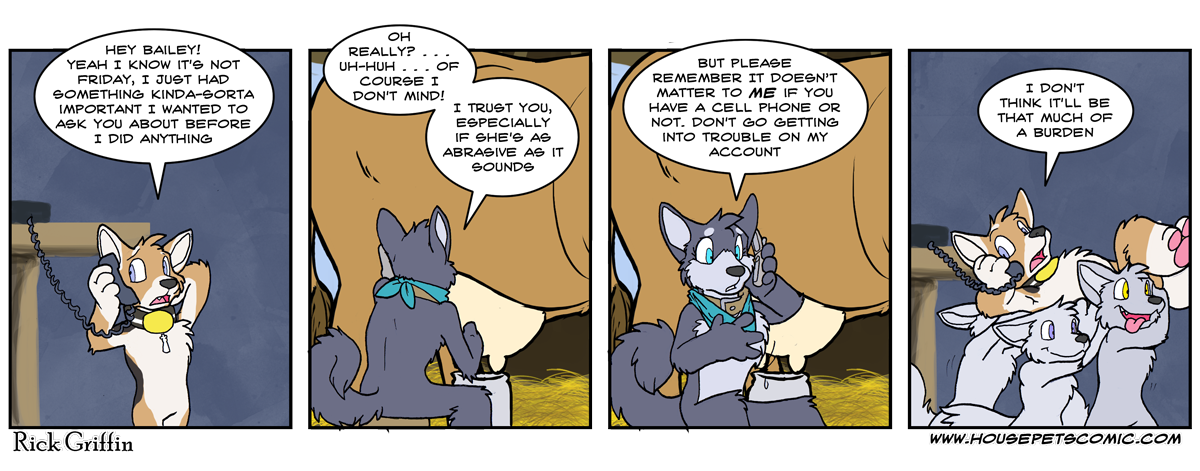 HEY BAILEY!
YEAH I KNOW IT'S NOT
FRIDAY, I JUST HAD
SOMETHING KINDA-SORTA
IMPORTANT I WANTED TO
ASK YOU ABOUT BEFORE
I DID ANYTHING
OH
REALLY? . . .
UH-HUH . . . OF
COURSE I
DON'T MIND!
I TRUST YOU,
ESPECIALLY
IF SHE'S AS
ABRASIVE AS IT
SOUNDS
BUT PLEASE
REMEMBER IT DOESN'T
MATTER TO ME IF YOU
HAVE A CELL PHONE OR
NOT. DON'T GO GETTING
INTO TROUBLE ON MY
ACCOUNT
I DON'T
THINK IT'LL BE
THAT MUCH OF
A BURDEN
Rick Griffin
WWW.HOUSEPETSCOMIC.COM